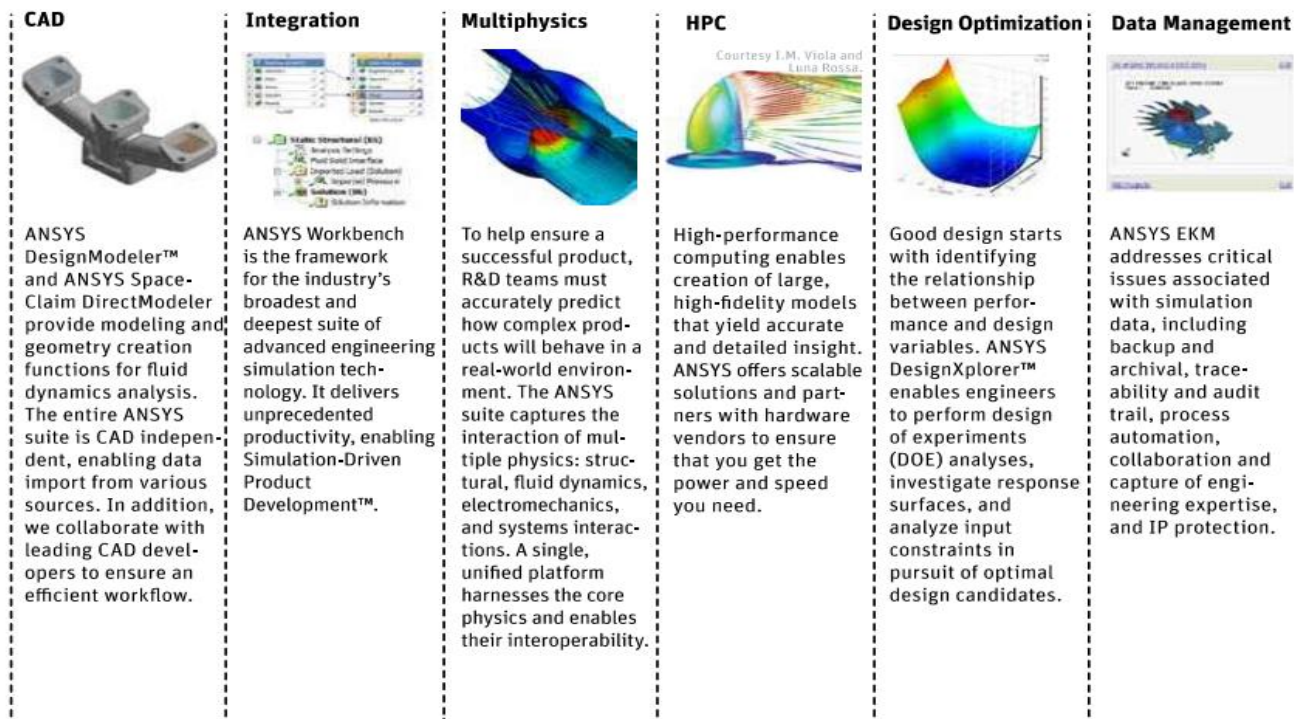 CAD
ANSYS
DesignModeler™
and ANSYS Space-
Claim DirectModeler
provide modeling and
geometry creation
functions for fluid
dynamics analysis.
The entire ANSYS
suite is CAD indepen-
dent, enabling data
import from various
sources. In addition,
we collaborate with
leading CAD devel-
opers to ensure an
efficient workflow.
Integration
Static Structural (B5)
Analysis Settings
Fluid Solid Interface
Imported Load (Solution)
Imported Pressure
Solution (B6)
Solution Information
ANSYS Workbench
is the framework
for the industry's
broadest and
deepest suite of
advanced engineering
simulation tech-
nology. It delivers
unprecedented
productivity, enabling
Simulation-Driven
Product
Development™.
Multiphysics
To help ensure a
successful product,
R&D teams must
accurately predict
how complex prod-
ucts will behave in a
real-world environ-
ment. The ANSYS
suite captures the
interaction of mul-
tiple physics: struc-
tural, fluid dynamics,
electromechanics,
and systems interac-
tions. A single,
unified platform
harnesses the core
physics and enables
their interoperability.
HPC
Courtesy I.M. Viola and
Luna Rossa.
High-performance
computing enables
creation of large,
high-fidelity models
that yield accurate
and detailed insight.
ANSYS offers scalable
solutions and part-
ners with hardware
vendors to ensure
that you get the
power and speed
you need.
Design Optimization
Good design starts
with identifying
the relationship
between perfor-
mance and design
variables. ANSYS
DesignXplorer™
enables engineers
to perform design
of experiments
(DOE) analyses,
investigate response
surfaces, and
analyze input
constraints in
pursuit of optimal
design candidates.
Data Management
ANSYS EKM
addresses critical
issues associated
with simulation
data, including
backup and
archival, trace-
ability and audit
trail, process
automation,
collaboration and
capture of engi-
neering expertise,
and IP protection.